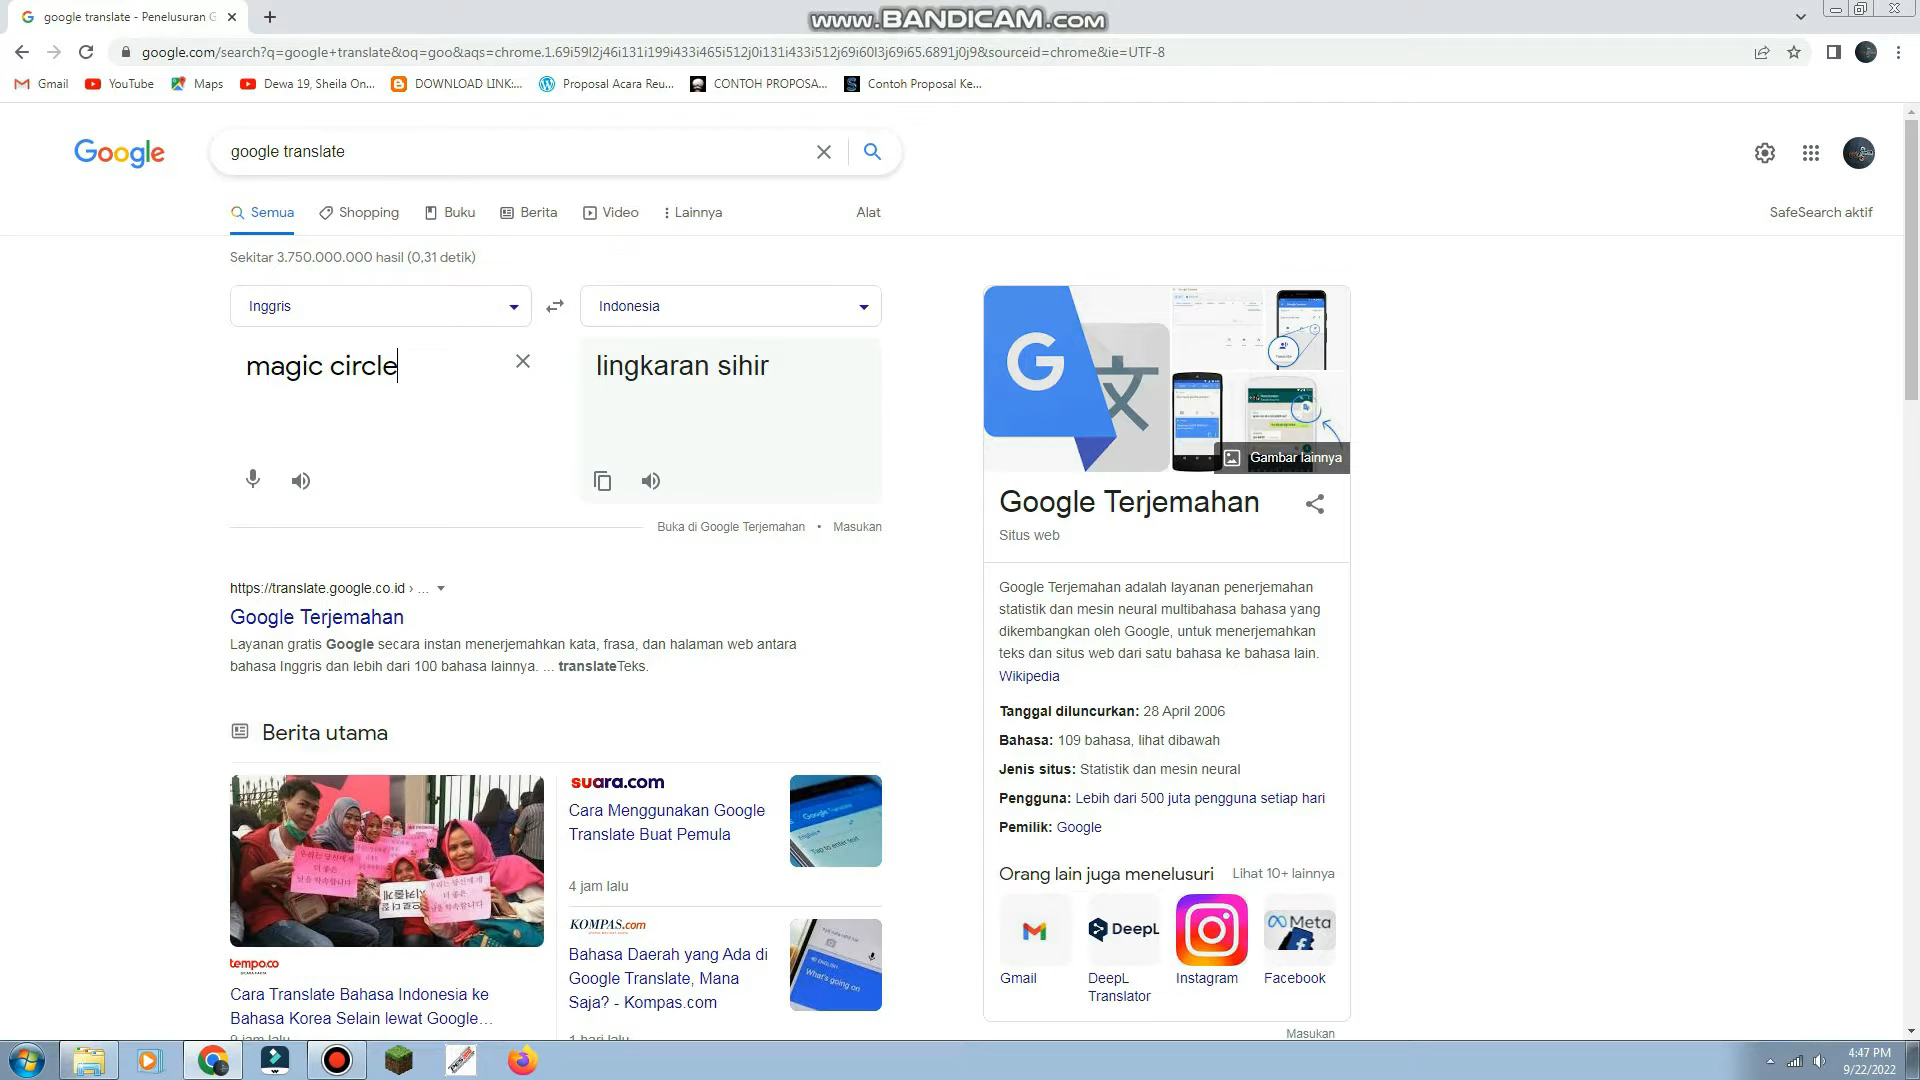 www.BANDICAM.com
google translate - Penelusuran G
google.com/search?q=google+translate&oq=goo&aqs=chrome.1.69i59l2j46i131i199i433i465i512j0i131i433i512j69i60l3j69i65.6891j0j9&sourceid=chrome&ie=UTF-8
Gmail
YouTube
Maps
Dewa 19, Sheila On...
DOWNLOAD LINK:...
Proposal Acara Reu...
CONTOH PROPOSA...
Contoh Proposal Ke...
Google
google translate
Semua
Shopping
Buku
Berita
Video
Lainnya
Alat
SafeSearch aktif
Sekitar 3.750.000.000 hasil (0,31 detik)
Inggris
Indonesia
magic circle
lingkaran sihir
Buka di Google Terjemahan • Masukan
https://translate.google.co.id › ...
Google Terjemahan
Layanan gratis Google secara instan menerjemahkan kata, frasa, dan halaman web antara
bahasa Inggris dan lebih dari 100 bahasa lainnya. ... translateTeks.
Berita utama
tempo.co
Cara Translate Bahasa Indonesia ke
Bahasa Korea Selain lewat Google...
suara.com
Cara Menggunakan Google
Translate Buat Pemula
4 jam lalu
KOMPAS.com
Bahasa Daerah yang Ada di
Google Translate, Mana
Saja? - Kompas.com
1 hari lalu
What's going on
G
文
Gambar lainnya
Google Terjemahan
Situs web
Google Terjemahan adalah layanan penerjemahan
statistik dan mesin neural multibahasa bahasa yang
dikembangkan oleh Google, untuk menerjemahkan
teks dan situs web dari satu bahasa ke bahasa lain.
Wikipedia
Tanggal diluncurkan: 28 April 2006
Bahasa: 109 bahasa, lihat dibawah
Jenis situs: Statistik dan mesin neural
Pengguna: Lebih dari 500 juta pengguna setiap hari
Pemilik: Google
Orang lain juga menelusuri
Lihat 10+ lainnya
DeepL
Meta
Gmail
DeepL
Translator
Instagram
Facebook
Masukan
4:47 PM
9/22/2022